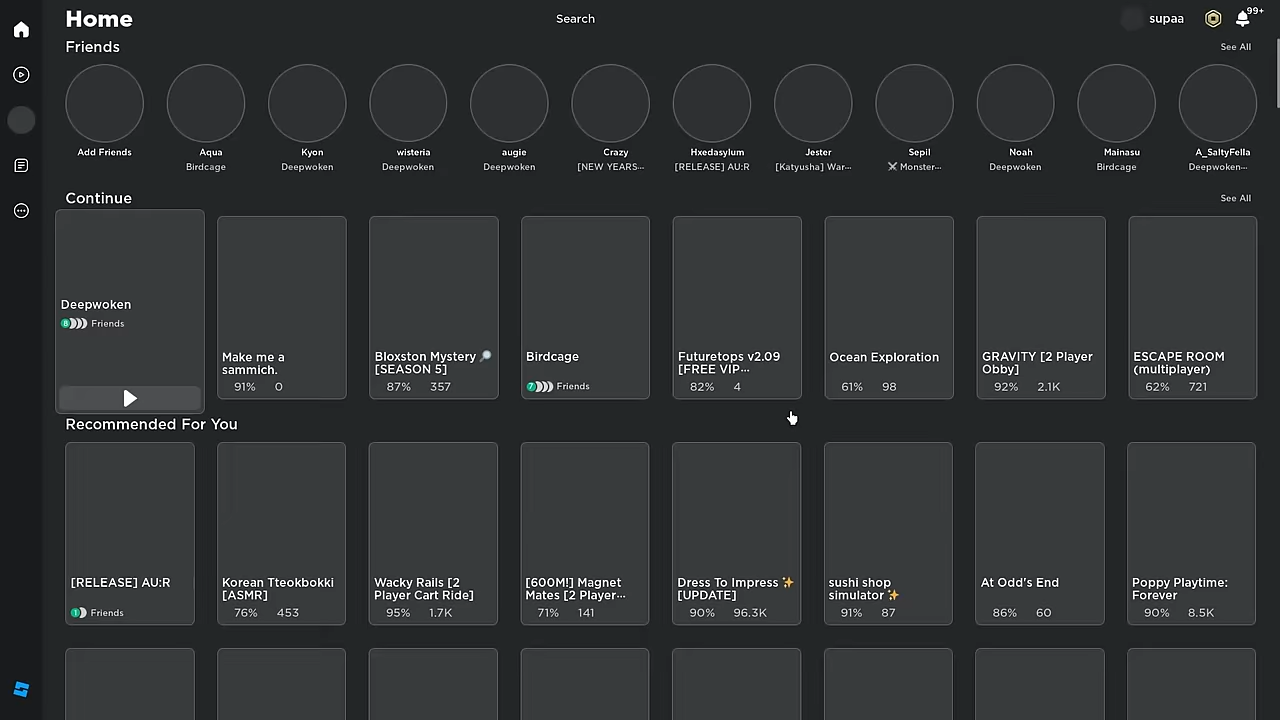 Home
Search
supaa
99+
Friends
See All
Add Friends
Aqua
Birdcage
Kyon
Deepwoken
wisteria
Deepwoken
augie
Deepwoken
Crazy
[NEW YEARS...
Hxedasylum
[RELEASE] AU:R
Jester
[Katyusha] War...
Sepil
⚔ Monster...
Noah
Deepwoken
Mainasu
Birdcage
A_SaltyFella
Deepwoken...
Continue
See All
Deepwoken
8 Friends
Make me a
sammich.
91% 0
Bloxston Mystery 🔎
[SEASON 5]
87% 357
Birdcage
7 Friends
Futuretops v2.09
[FREE VIP...
82% 4
Ocean Exploration
61% 98
GRAVITY [2 Player
Obby]
92% 2.1K
ESCAPE ROOM
(multiplayer)
62% 721
Recommended For You
[RELEASE] AU:R
1 Friends
Korean Tteokbokki
[ASMR]
76% 453
Wacky Rails [2
Player Cart Ride]
95% 1.7K
[600M!] Magnet
Mates [2 Player...
71% 141
Dress To Impress ✨
[UPDATE]
90% 96.3K
sushi shop
simulator ✨
91% 87
At Odd's End
86% 60
Poppy Playtime:
Forever
90% 8.5K